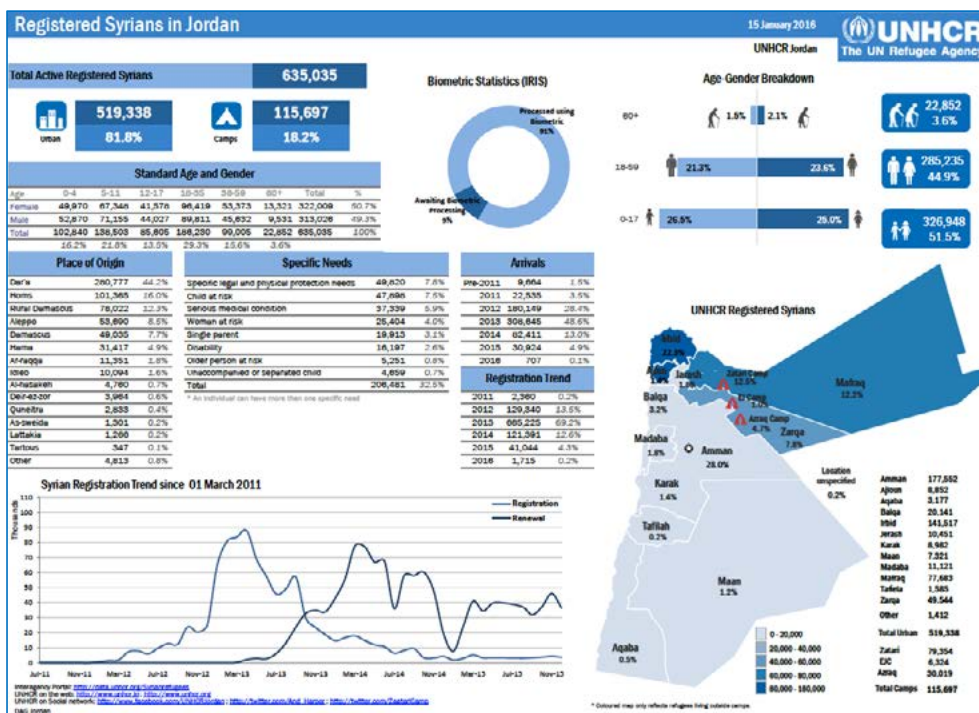 Registered Syrians in Jordan
15 January 2016
UNHCR Jordan
UNHCR
The UN Refugee Agency
Total Active Registered Syrians 635,035
519,338
Urban
81.8%
115,697
Camps
18.2%
Standard Age and Gender
Age 0-4 5-11 12-17 18-35 36-59 60+ Total %
Female 49,970 67,348 41,578 96,419 53,373 13,321 322,009 50.7%
Male 52,870 71,155 44,027 89,811 45,632 9,531 313,026 49.3%
Total 102,840 138,503 85,605 186,230 99,005 22,852 635,035 100%
16.2% 21.8% 13.5% 29.3% 15.6% 3.6%
Biometric Statistics (IRIS)
Processed using
Biometric
91%
Awaiting Biometric
Processing
9%
Age-Gender Breakdown
60+ 1.5% 2.1%
22,852
3.6%
18-59 21.3% 23.6%
285,235
44.9%
0-17 26.5% 25.0%
326,948
51.5%
Place of Origin
Dar'a 280,777 44.2%
Homs 101,365 16.0%
Rural Damascus 78,022 12.3%
Aleppo 53,690 8.5%
Damascus 49,035 7.7%
Hama 31,417 4.9%
Ar-raqqa 11,351 1.8%
Idleb 10,094 1.6%
Al-hasakeh 4,760 0.7%
Deir-ez-zor 3,964 0.6%
Quneitra 2,833 0.4%
As-sweida 1,301 0.2%
Lattakia 1,266 0.2%
Tartous 347 0.1%
Other 4,813 0.8%
Specific Needs
Specific legal and physical protection needs 49,620 7.8%
Child at risk 47,698 7.5%
Serious medical condition 37,339 5.9%
Woman at risk 25,404 4.0%
Single parent 19,913 3.1%
Disability 16,197 2.6%
Older person at risk 5,251 0.8%
Unaccompanied or separated child 4,659 0.7%
Total 206,481 32.5%
* An individual can have more than one specific need
Arrivals
Pre-2011 9,664 1.5%
2011 22,535 3.5%
2012 180,149 28.4%
2013 308,645 48.6%
2014 82,411 13.0%
2015 30,924 4.9%
2016 707 0.1%
Registration Trend
2011 2,360 0.2%
2012 129,340 13.5%
2013 665,225 69.2%
2014 121,391 12.6%
2015 41,044 4.3%
2016 1,715 0.2%
UNHCR Registered Syrians
Irbid
22.3%
Jarash
Zatari Camp
12.5%
Mafraq
12.2%
Balqa
3.2%
Azraq Camp
4.7%
Zarqa
7.8%
Madaba
1.8%
Amman
28.0%
Karak
1.4%
Tafilah
0.2%
Maan
1.2%
Aqaba
0.5%
Location
unspecified
0.2%
0 - 20,000
20,000 - 40,000
40,000 - 60,000
60,000 - 80,000
Amman 177,552
Ajloun 8,852
Aqaba 3,177
Balqa 20,141
Irbid 141,517
Jerash 10,451
Karak 8,982
Maan 7,321
Madaba 11,121
Mafraq 77,683
Tafiela 1,585
Zarqa 49,544
Other 1,412
Total Urban 519,338
Zatari 79,354
EJC 6,324
Azraq 30,019
Total Camps 115,697
* Coloured map only reflects refugees living outside camps.
Syrian Registration Trend since 01 March 2011
Thousands
110
100
90
80
70
60
50
40
30
20
10
0
Registration
Renewal
Jul-11 Nov-11 Mar-12 Jul-12 Nov-12 Mar-13 Jul-13 Nov-13 Mar-14 Jul-14 Nov-14 Mar-15 Jul-15 Nov-15